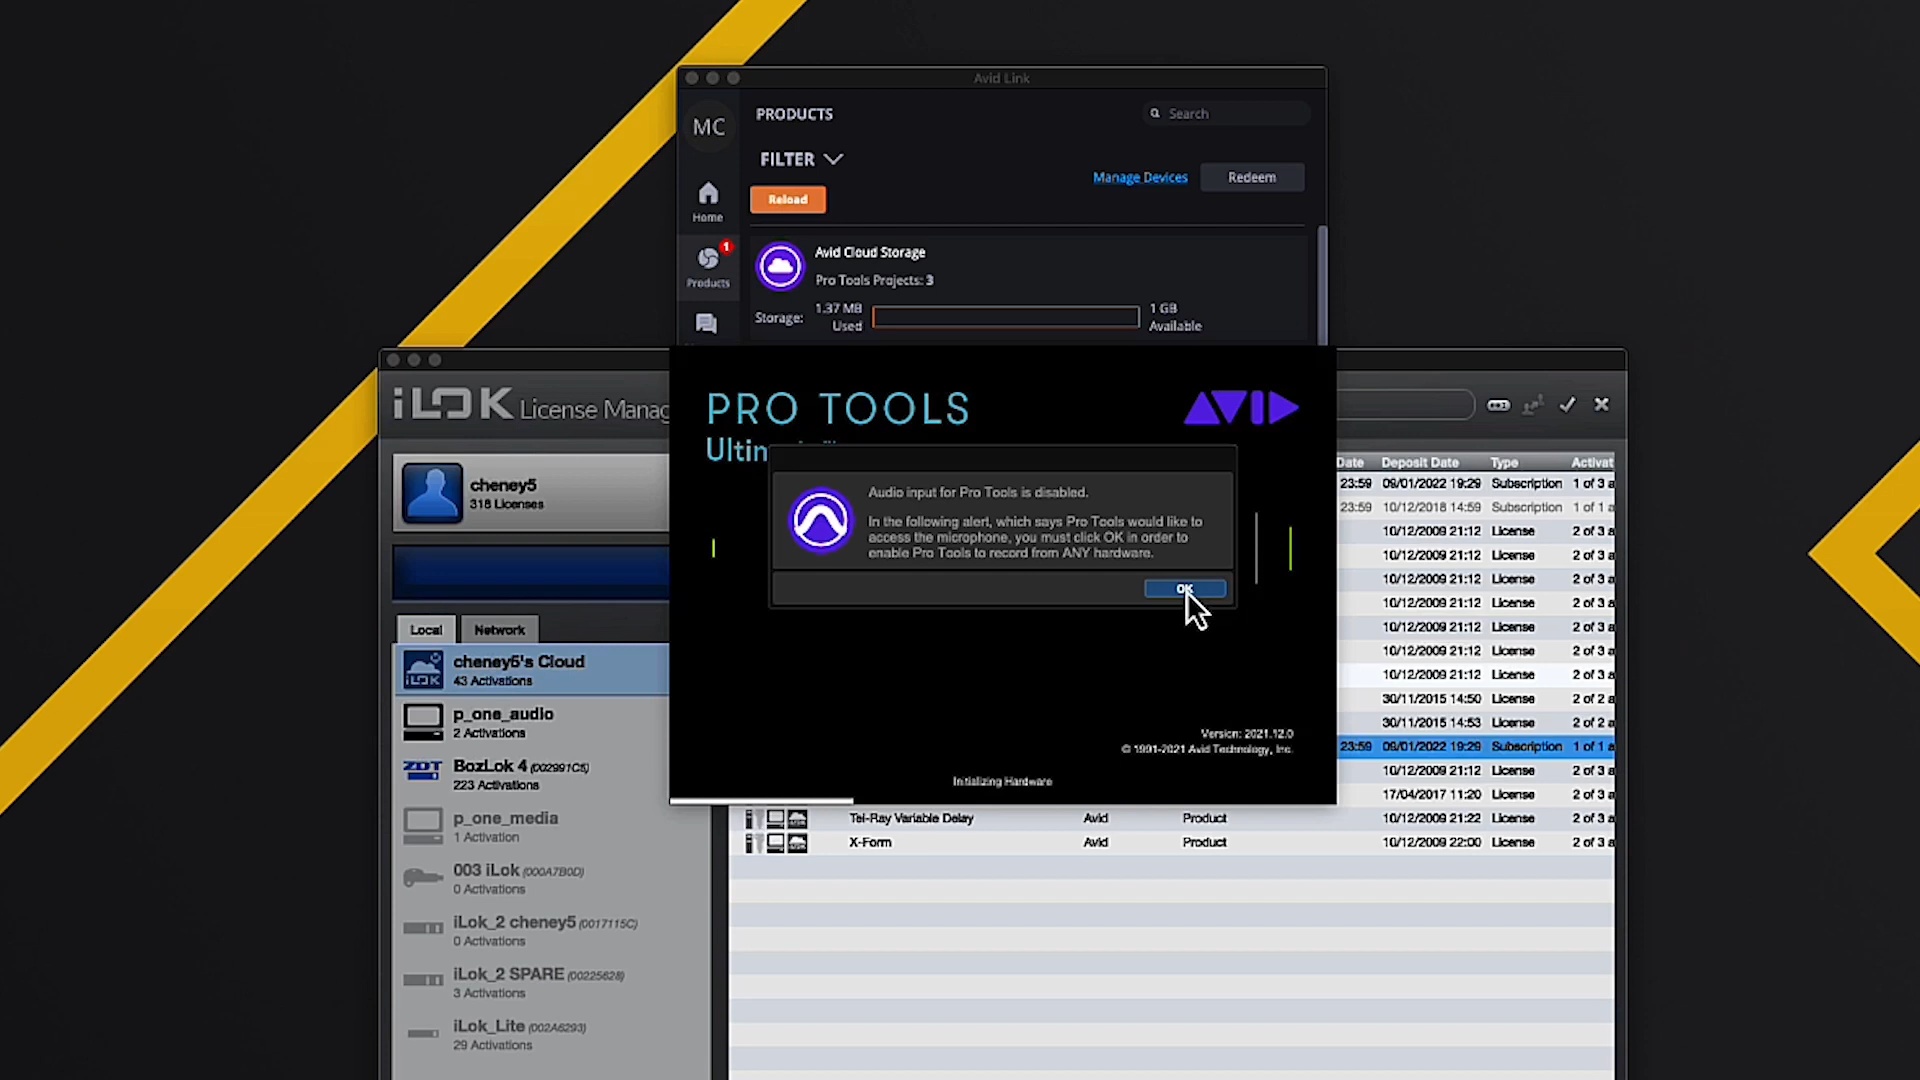 Avid Link
MC
PRODUCTS
Search
FILTER
Manage Devices
Redeem
Reload
Home
1
Products
Avid Cloud Storage
Pro Tools Projects: 3
Storage:
1.37 MB
Used
1 GB
Available
iLOK License Manag
cheney5
318 Licenses
Local
Network
cheney5's Cloud
43 Activations
p_one_audio
2 Activations
BozLok 4 (002991C5)
223 Activations
p_one_media
1 Activation
003 iLok (000A7B0D)
0 Activations
iLok_2 cheney5 (0017115C)
0 Activations
iLok_2 SPARE (00225628)
3 Activations
iLok_Lite (002A6293)
29 Activations
PRO TOOLS
AVID
Ultim
Audio input for Pro Tools is disabled.
In the following alert, which says Pro Tools would like to
access the microphone, you must click OK in order to
enable Pro Tools to record from ANY hardware.
OK
Version: 2021.12.0
© 1991-2021 Avid Technology, Inc.
Initializing Hardware
Date Deposit Date Type Activat
23:59 09/01/2022 19:29 Subscription 1 of 3 a
23:59 10/12/2018 14:59 Subscription 1 of 1 a
10/12/2009 21:12 License 2 of 3 a
10/12/2009 21:12 License 2 of 3 a
10/12/2009 21:12 License 2 of 3 a
10/12/2009 21:12 License 2 of 3 a
10/12/2009 21:12 License 2 of 3 a
10/12/2009 21:12 License 2 of 3 a
10/12/2009 21:12 License 2 of 3 a
30/11/2015 14:50 License 2 of 2 a
30/11/2015 14:53 License 2 of 2 a
23:59 09/01/2022 19:29 Subscription 1 of 1 a
10/12/2009 21:12 License 2 of 3 a
17/04/2017 11:20 License 2 of 3 a
Tel-Ray Variable Delay Avid Product 10/12/2009 21:22 License 2 of 3 a
X-Form Avid Product 10/12/2009 22:00 License 2 of 3 a